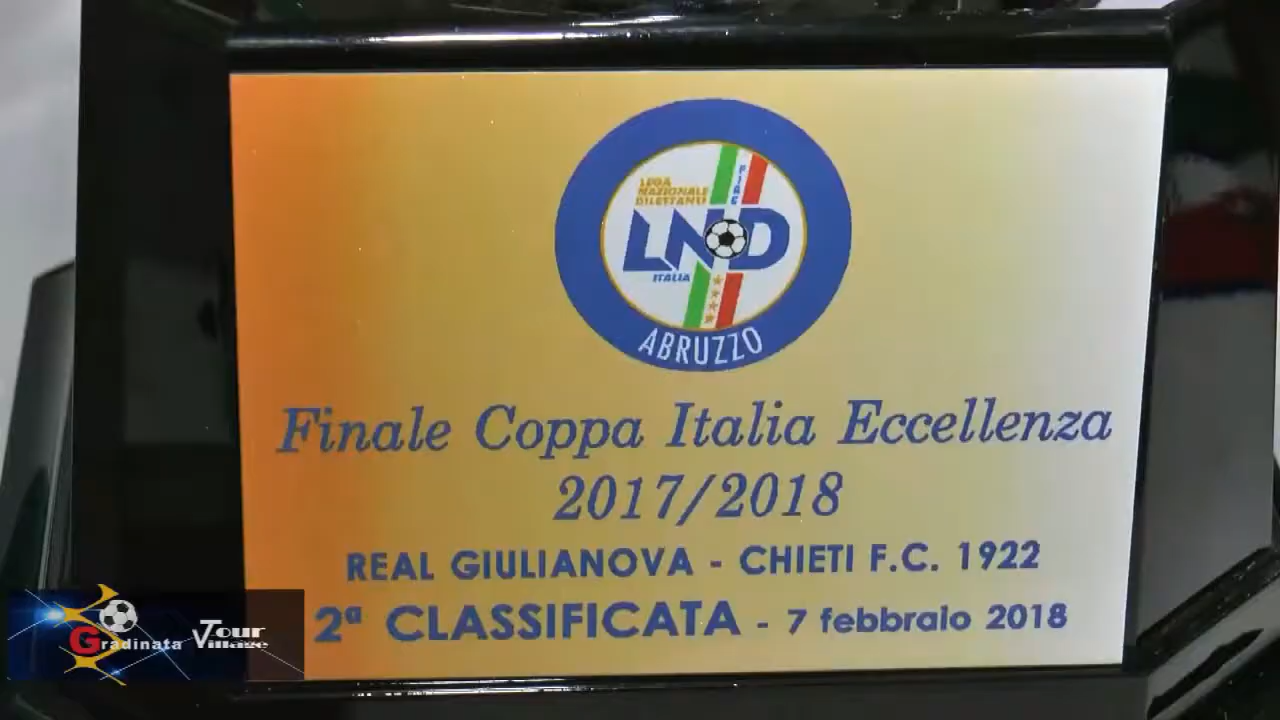 LEGA
NAZIONALE
DILETTANTI
FIGC
LND
ITALIA
ABRUZZO
Finale Coppa Italia Eccellenza
2017/2018
REAL GIULIANOVA - CHIETI F.C. 1922
2ª CLASSIFICATA - 7 febbraio 2018
Gradinata
Tour
Village